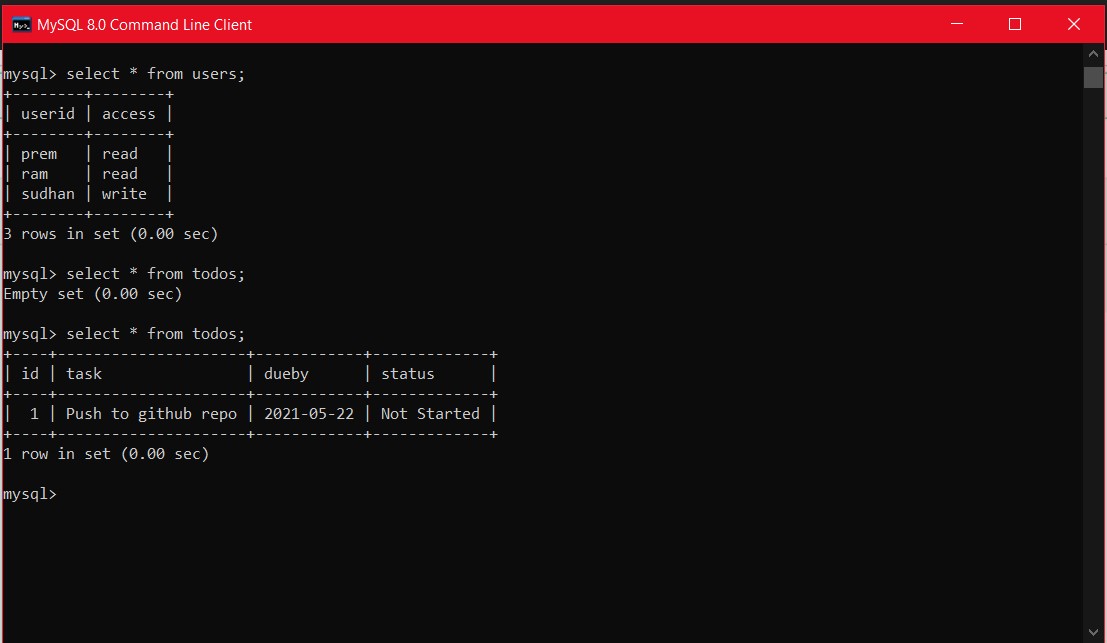 MySQL 8.0 Command Line Client
mysql> select * from users;
+--------+--------+
| userid | access |
+--------+--------+
| prem   | read   |
| ram    | read   |
| sudhan | write  |
+--------+--------+
3 rows in set (0.00 sec)
mysql> select * from todos;
Empty set (0.00 sec)
mysql> select * from todos;
+----+---------------------+------------+-------------+
| id | task                | dueby      | status      |
+----+---------------------+------------+-------------+
|  1 | Push to github repo | 2021-05-22 | Not Started |
+----+---------------------+------------+-------------+
1 row in set (0.00 sec)
mysql>